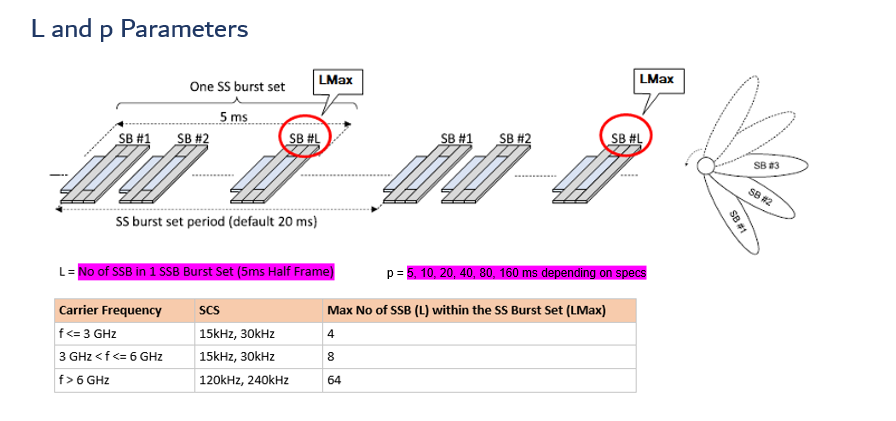 L and p Parameters
One SS burst set
LMax
LMax
5 ms
SB #1
SB #2
SB #L
SB #1
SB #2
SB #L
SB #3
SB #2
SB #1
SS burst set period (default 20 ms)
L = No of SSB in 1 SSB Burst Set (5ms Half Frame)
p = 5, 10, 20, 40, 80, 160 ms depending on specs
Carrier Frequency SCS Max No of SSB (L) within the SS Burst Set (LMax)
f <= 3 GHz 15kHz, 30kHz 4
3 GHz < f <= 6 GHz 15kHz, 30kHz 8
f > 6 GHz 120kHz, 240kHz 64